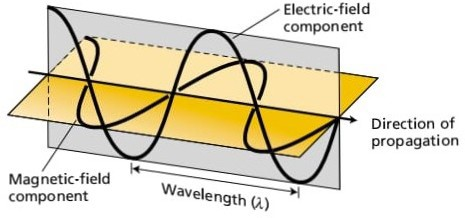 Electric-field
component
Direction of
propagation
Magnetic-field
component
Wavelength (λ)